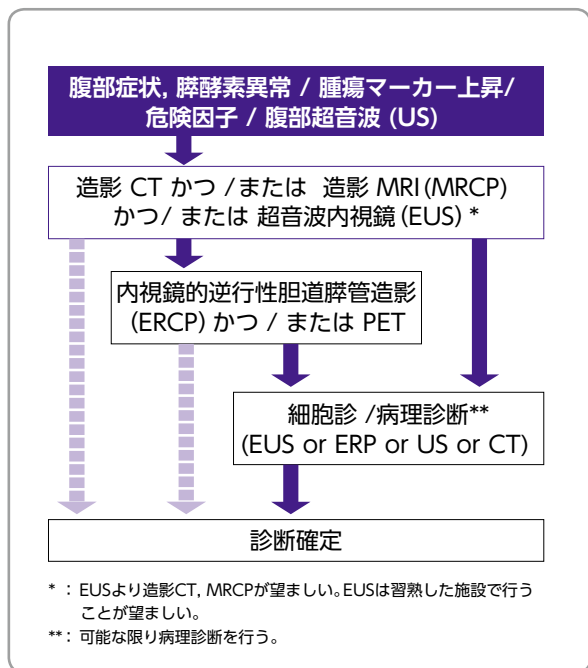 腹部症状, 膵酵素異常 / 腫瘍マーカー上昇/
危険因子 / 腹部超音波 (US)
造影 CT かつ /または 造影 MRI(MRCP)
かつ/ または 超音波内視鏡(EUS) *
内視鏡的逆行性胆道膵管造影
(ERCP) かつ / または PET
細胞診 /病理診断**
(EUS or ERP or US or CT)
診断確定
* : EUSより造影CT, MRCPが望ましい。EUSは習熟した施設で行う
ことが望ましい。
**: 可能な限り病理診断を行う。